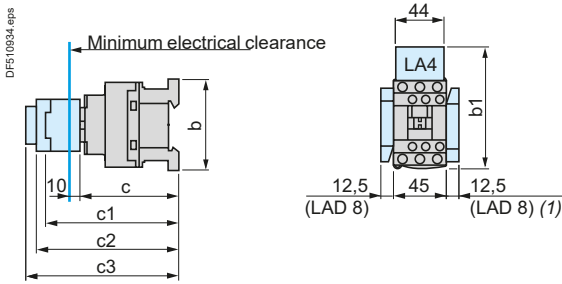 DF510934.eps
Minimum electrical clearance
b
10
c
c1
c2
c3
44
LA4
b1
12,5
45
12,5
(LAD 8)
(LAD 8) (1)